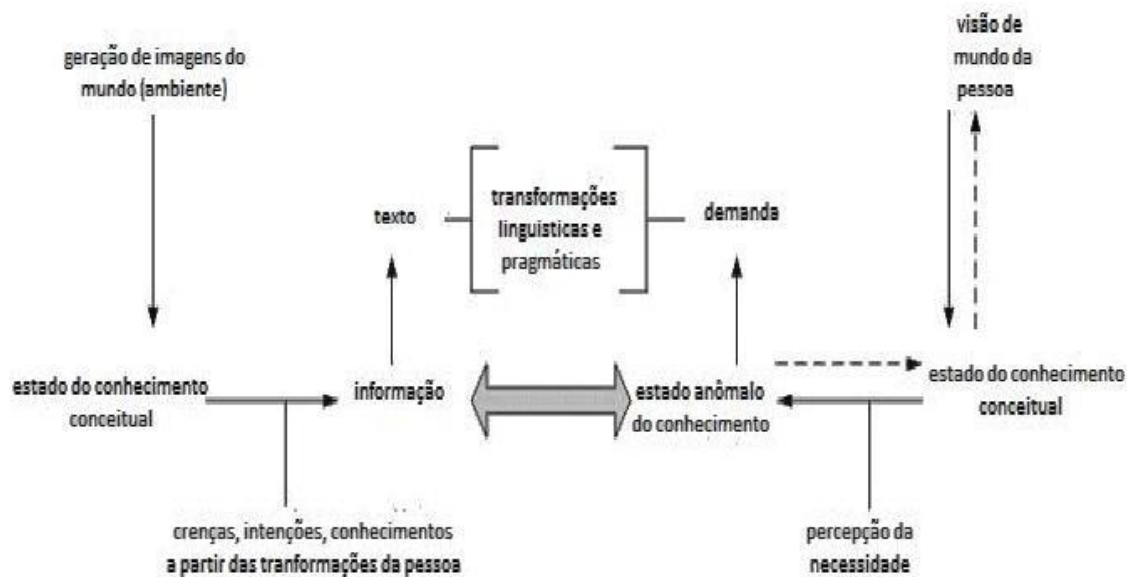 geração de imagens do
mundo (ambiente)
visão de
mundo da
pessoa
texto
transformações
linguísticas e
pragmáticas
demanda
estado do conhecimento
conceitual
informação
estado anômalo
do conhecimento
estado do conhecimento
conceitual
crenças, intenções, conhecimentos
a partir das tranformações da pessoa
percepção da
necessidade